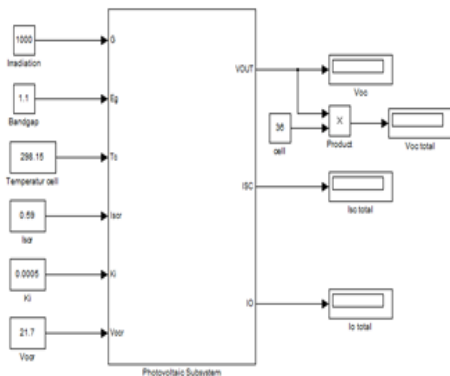 1000
G
Irradiation
1.1
Eg
Bandgap
298.15
Tc
Temperatur cell
0.59
Iscr
Iscr
0.0005
Ki
Ki
21.7
Vocr
Vocr
VOUT
Voc
36
cell
X
Product
Voc total
ISC
Isc total
IO
Io total
Photovoltaic Subsystem